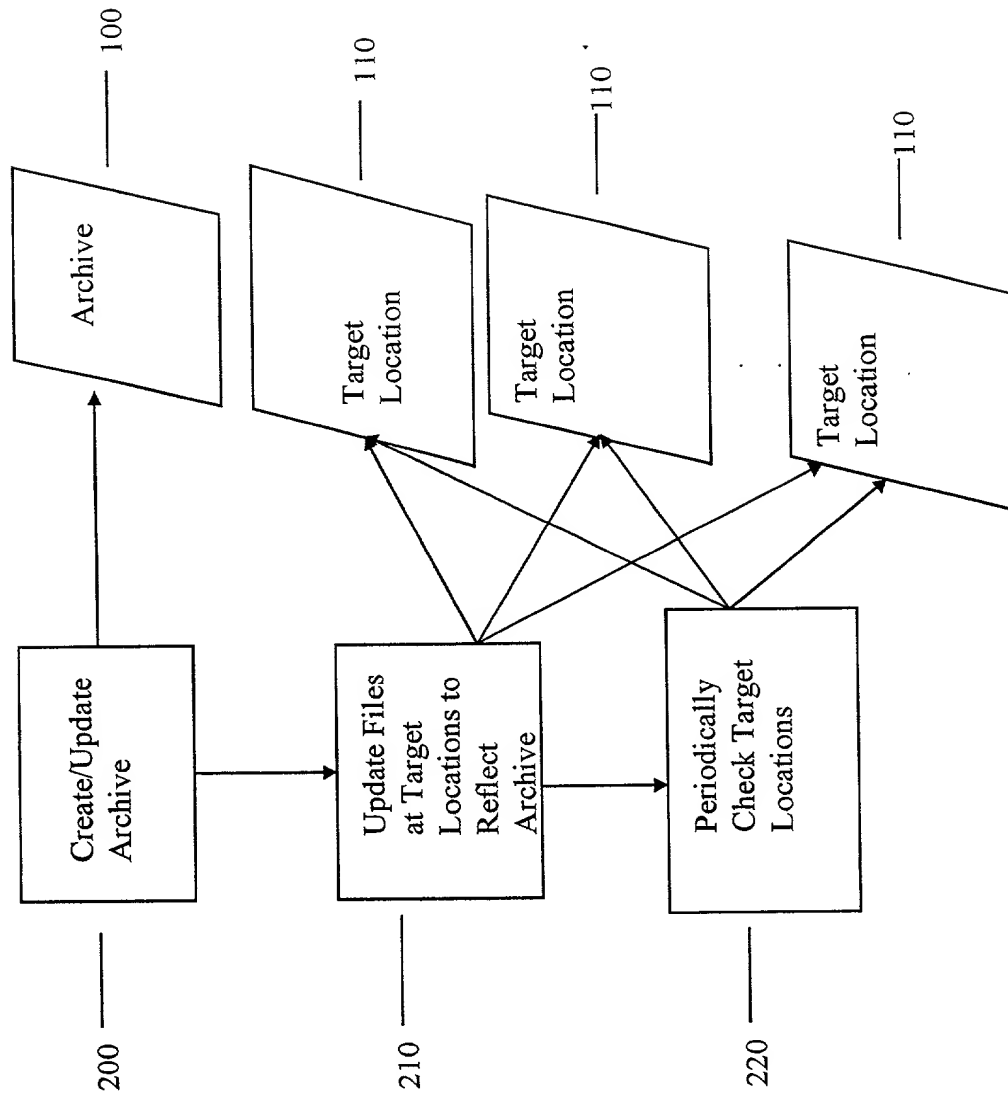 200
Create/Update
Archive
Archive
100
210
Update Files
at Target
Locations to
Reflect
Archive
Target
Location
110
Target
Location
110
220
Periodically
Check Target
Locations
Target
Location
110